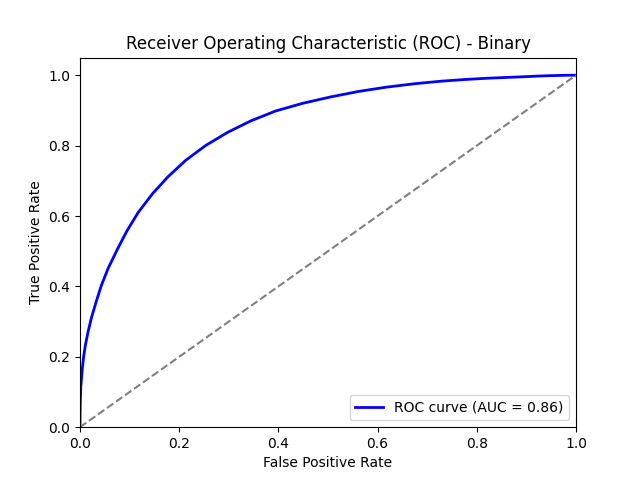 Receiver Operating Characteristic (ROC) - Binary
1.0
0.8
0.6
0.4
0.2
0.0
True Positive Rate
ROC curve (AUC = 0.86)
0.0 0.2 0.4 0.6 0.8 1.0
False Positive Rate